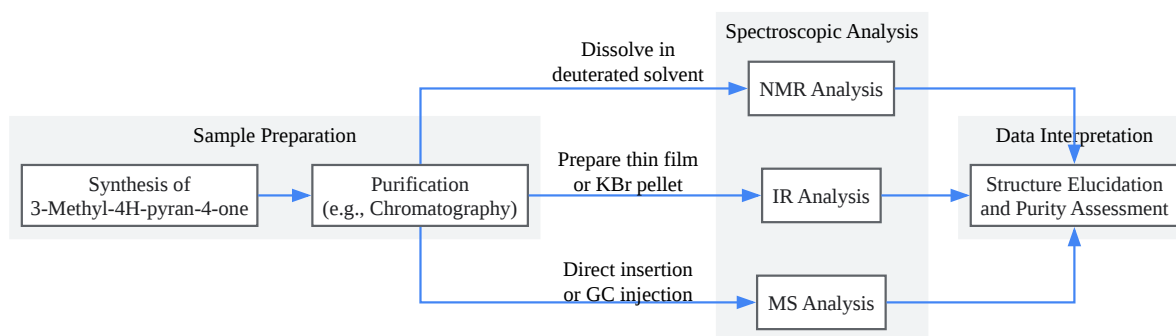 Sample Preparation
Synthesis of
3-Methyl-4H-pyran-4-one
Purification
(e.g., Chromatography)
Dissolve in
deuterated solvent
Prepare thin film
or KBr pellet
Direct insertion
or GC injection
Spectroscopic Analysis
NMR Analysis
IR Analysis
MS Analysis
Data Interpretation
Structure Elucidation
and Purity Assessment